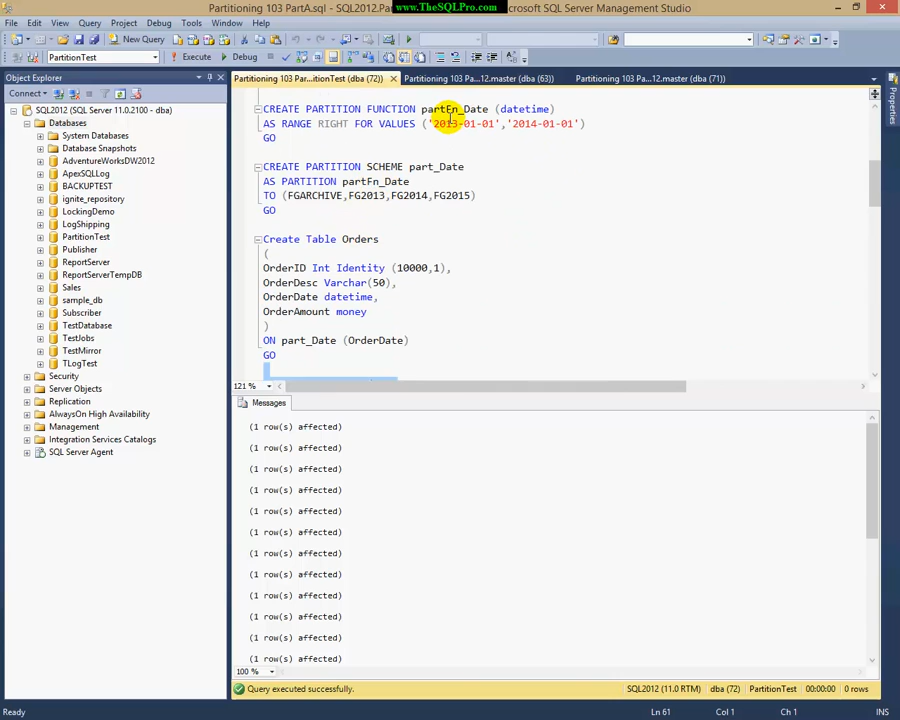 Partitioning 103 PartA.sql - SQL2012.PartitionTest
www.TheSQLPro.com
Microsoft SQL Server Management Studio
File Edit View Query Project Debug Tools Window Help
New Query
PartitionTest Execute Debug
Object Explorer
Partitioning 103 Par...itionTest (dba (72)) Partitioning 103 Pa...12.master (dba (63)) Partitioning 103 Pa...12.master (dba (71))
Properties
Connect
SQL2012 (SQL Server 11.0.2100 - dba)
Databases
System Databases
Database Snapshots
AdventureWorksDW2012
ApexSQLLog
BACKUPTEST
ignite_repository
LockingDemo
LogShipping
PartitionTest
Publisher
ReportServer
ReportServerTempDB
Sales
sample_db
Subscriber
TestDatabase
TestJobs
TestMirror
TLogTest
Security
Server Objects
Replication
AlwaysOn High Availability
Management
Integration Services Catalogs
SQL Server Agent
CREATE PARTITION FUNCTION partFn_Date (datetime)
AS RANGE RIGHT FOR VALUES ('2013-01-01','2014-01-01')
GO
CREATE PARTITION SCHEME part_Date
AS PARTITION partFn_Date
TO (FGARCHIVE,FG2013,FG2014,FG2015)
GO
Create Table Orders
(
OrderID Int Identity (10000,1),
OrderDesc Varchar(50),
OrderDate datetime,
OrderAmount money
)
ON part_Date (OrderDate)
GO
121 %
Messages
(1 row(s) affected)
(1 row(s) affected)
(1 row(s) affected)
(1 row(s) affected)
(1 row(s) affected)
(1 row(s) affected)
(1 row(s) affected)
(1 row(s) affected)
(1 row(s) affected)
(1 row(s) affected)
(1 row(s) affected)
(1 row(s) affected)
100 %
Query executed successfully.
SQL2012 (11.0 RTM) dba (72) PartitionTest 00:00:00 0 rows
Ready
Ln 61 Col 1 Ch 1 INS